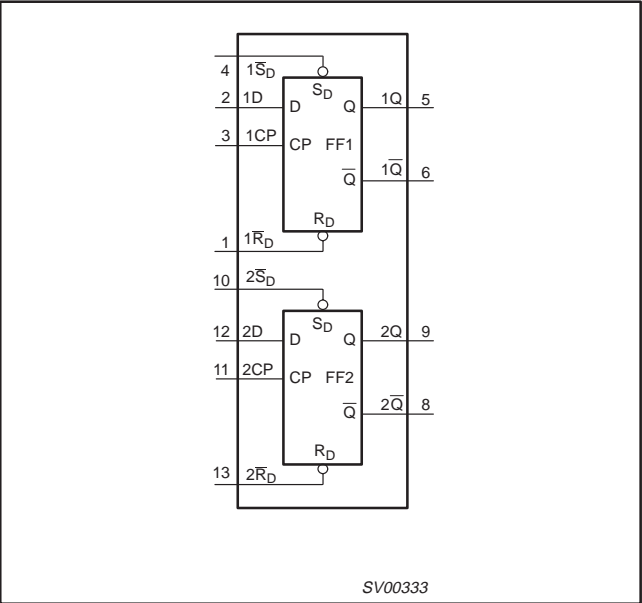 4 1S̅D
SD
2 1D D Q 1Q 5
3 1CP CP FF1
Q̅ 1Q̅ 6
RD
1 1R̅D
10 2S̅D
SD
12 2D D Q 2Q 9
11 2CP CP FF2
Q̅ 2Q̅ 8
RD
13 2R̅D
SV00333